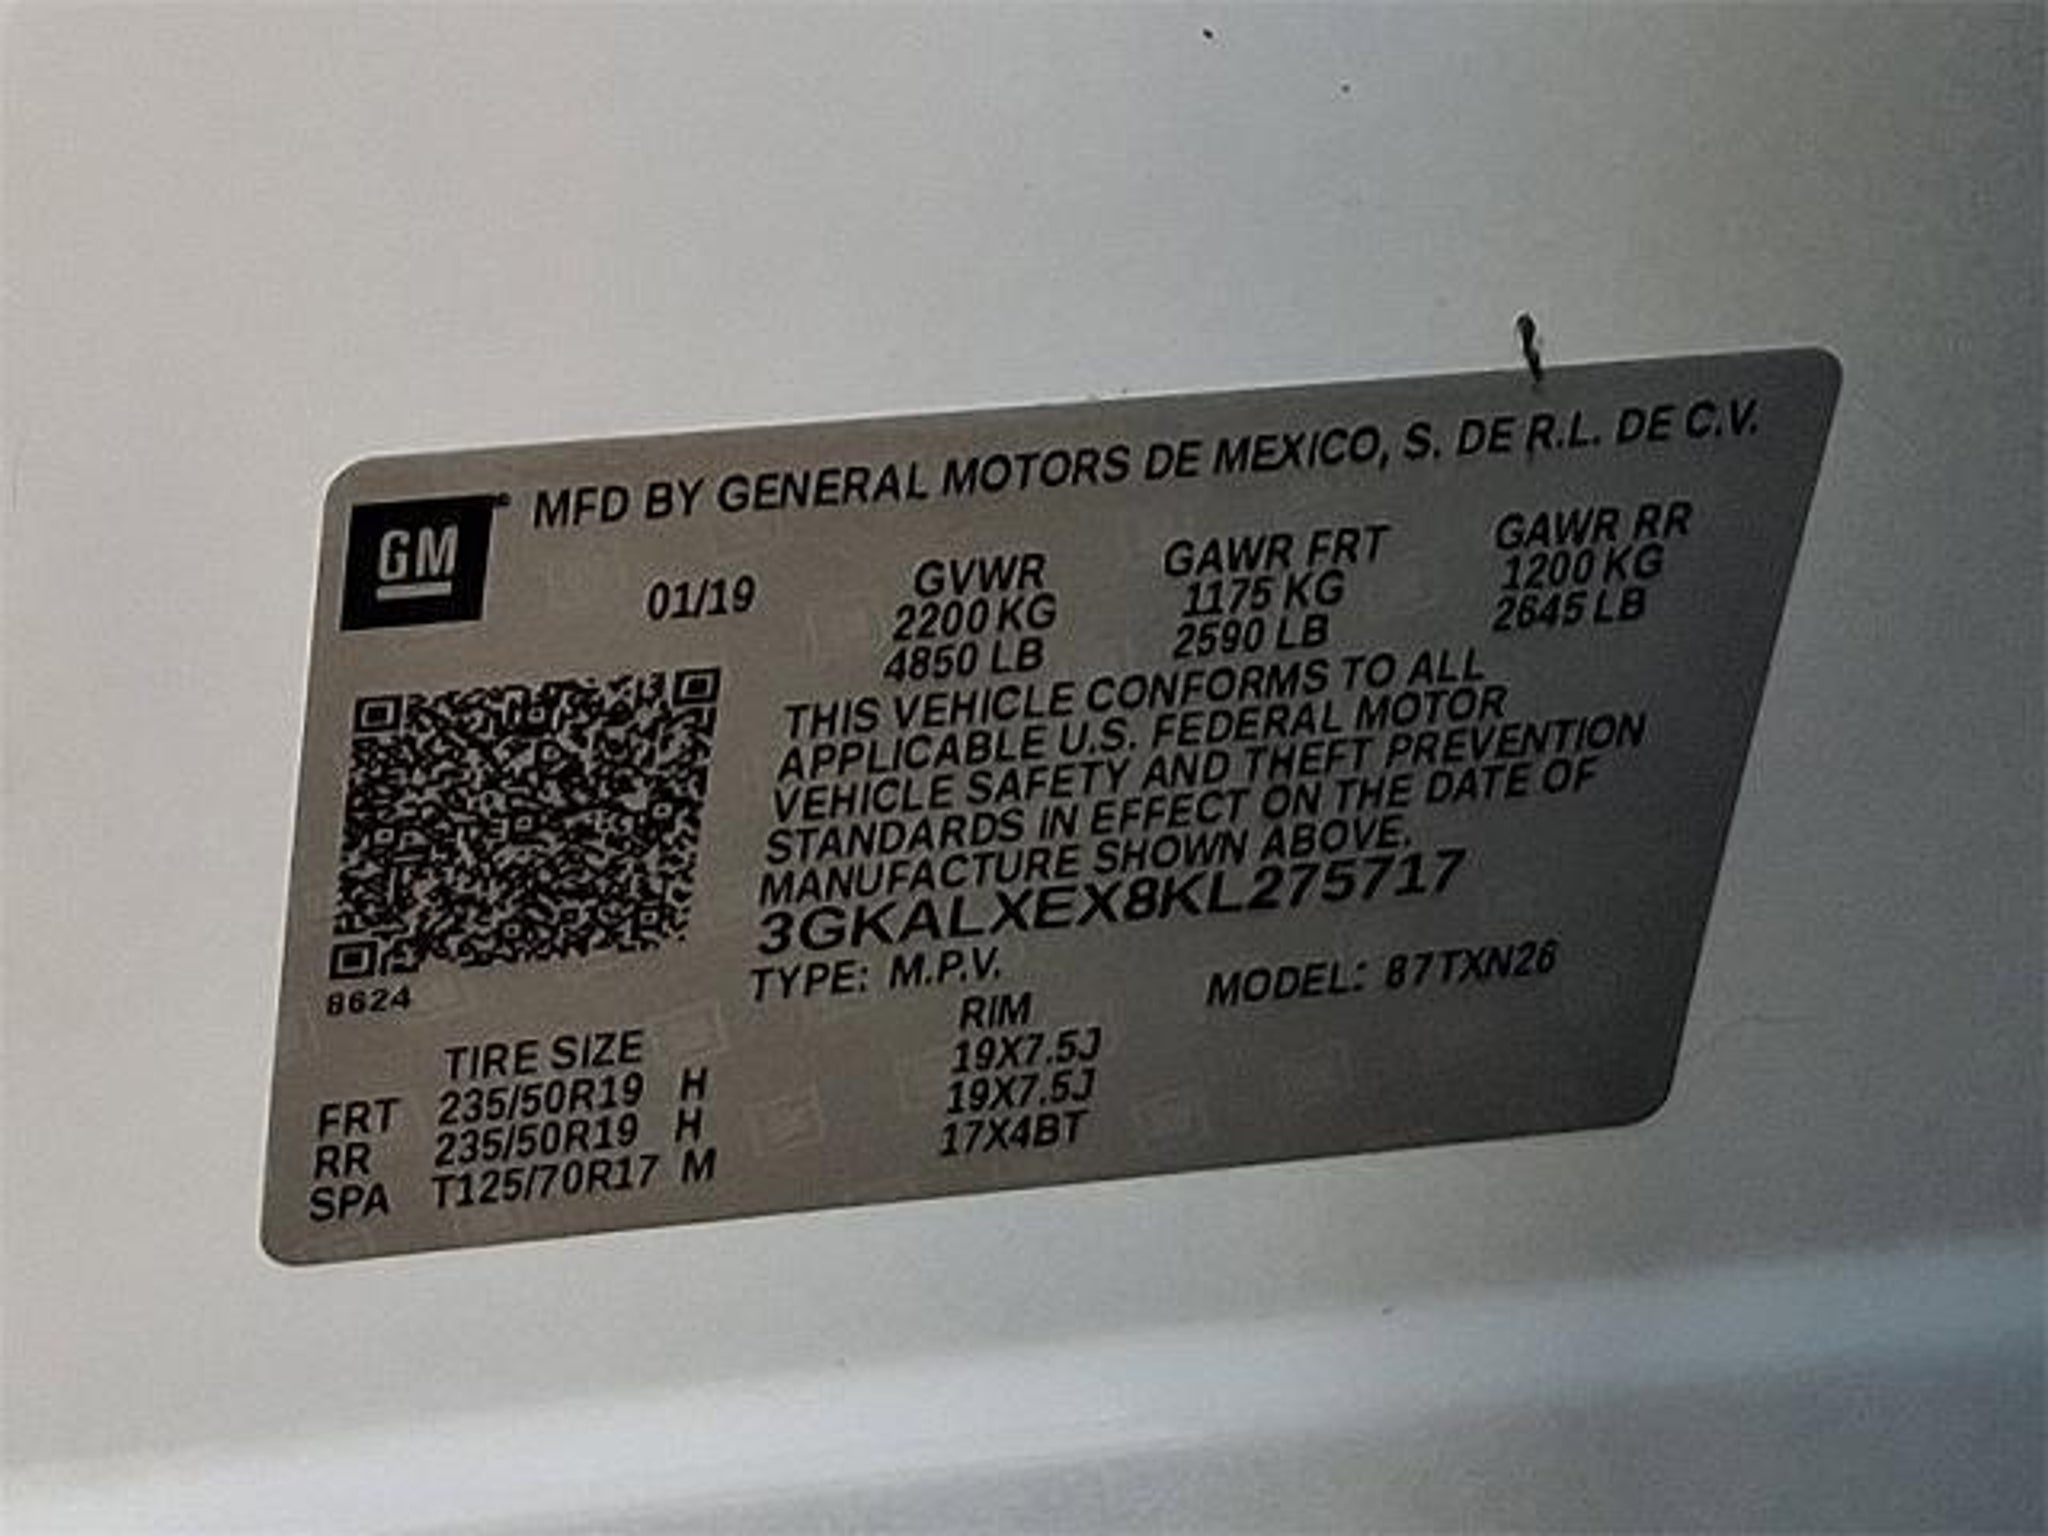 GM
MFD BY GENERAL MOTORS DE MEXICO, S. DE R.L. DE C.V.
01/19
GVWR
2200 KG
4850 LB
GAWR FRT
1175 KG
2590 LB
GAWR RR
1200 KG
2645 LB
THIS VEHICLE CONFORMS TO ALL
APPLICABLE U.S. FEDERAL MOTOR
VEHICLE SAFETY AND THEFT PREVENTION
STANDARDS IN EFFECT ON THE DATE OF
MANUFACTURE SHOWN ABOVE.
3GKALXEX8KL275717
TYPE: M.P.V. MODEL: 87TXN26
8624
TIRE SIZE RIM
FRT 235/50R19 H 19X7.5J
RR 235/50R19 H 19X7.5J
SPA T125/70R17 M 17X4BT